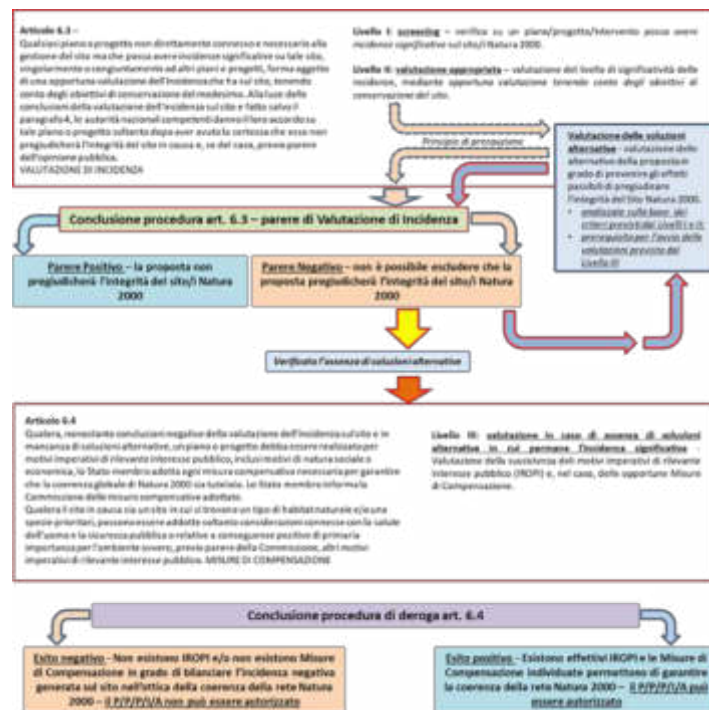 Articolo 6.3 –
Qualsiasi piano o progetto non direttamente connesso e necessario alla
gestione del sito ma che possa avere incidenze significative su tale sito,
singolarmente o congiuntamente ad altri piani e progetti, forma oggetto
di una opportuna valutazione dell'incidenza che ha sul sito, tenendo
conto degli obiettivi di conservazione del medesimo. Alla luce delle
conclusioni della valutazione dell'incidenza sul sito e fatto salvo il
paragrafo 4, le autorità nazionali competenti danno il loro accordo su
tale piano o progetto soltanto dopo aver avuto la certezza che esso non
pregiudicherà l'integrità del sito in causa e, se del caso, previo parere
dell'opinione pubblica.
VALUTAZIONE DI INCIDENZA
Livello I: screening – verifica su un piano/progetto/intervento possa avere
incidenze significative sul sito/i Natura 2000.
Livello II: valutazione appropriata – valutazione del livello di significatività delle
incidenze, mediante opportuna valutazione tenendo conto degli obiettivi di
conservazione del sito.
Principio di precauzione
Valutazione delle soluzioni
alternative - valutazione delle
alternative della proposta in
grado di prevenire gli effetti
passibili di pregiudicare
l'integrità del Sito Natura 2000.
• analizzate sulla base dei
criteri previsti dai Livelli I e II;
• prerequisito per l'avvio delle
valutazioni previste dal
Livello III
Conclusione procedura art. 6.3 – parere di Valutazione di Incidenza
Parere Positivo – la proposta non
pregiudicherà l'integrità del sito/i Natura
2000
Parere Negativo - non è possibile escludere che la
proposta pregiudicherà l'integrità del sito/i Natura
2000
Verificata l'assenza di soluzioni alternative
Articolo 6.4
Qualora, nonostante conclusioni negative della valutazione dell'incidenza sul sito e in
mancanza di soluzioni alternative, un piano o progetto debba essere realizzato per
motivi imperativi di rilevante interesse pubblico, inclusi motivi di natura sociale o
economica, lo Stato membro adotta ogni misura compensativa necessaria per garantire
che la coerenza globale di Natura 2000 sia tutelata. Lo Stato membro informa la
Commissione delle misure compensative adottate.
Qualora il sito in causa sia un sito in cui si trovano un tipo di habitat naturale e/o una
specie prioritari, possono essere addotte soltanto considerazioni connesse con la salute
dell'uomo e la sicurezza pubblica o relative a conseguenze positive di primaria
importanza per l'ambiente ovvero, previo parere della Commissione, altri motivi
imperativi di rilevante interesse pubblico. MISURE DI COMPENSAZIONE
Livello III: valutazione in caso di assenza di soluzioni
alternative in cui permane l'incidenza significativa -
Valutazione della sussistenza dei motivi imperativi di rilevante
interesse pubblico (IROPI) e, nel caso, delle opportune Misure
di Compensazione.
Conclusione procedura di deroga art. 6.4
Esito negativo - Non esistono IROPI e/o non esistono Misure
di Compensazione in grado di bilanciare l'incidenza negativa
generata sul sito nell'ottica della coerenza della rete Natura
2000 – il P/P/P/I/A non può essere autorizzato
Esito positivo - Esistono effettivi IROPI e le Misure di
Compensazione individuate permettono di garantire
la coerenza della rete Natura 2000 – il P/P/P/I/A può
essere autorizzato